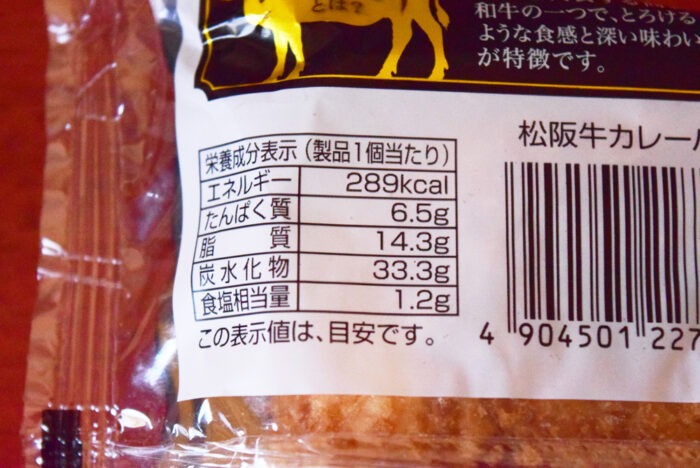 とは?
和牛の一つで、とろける
ような食感と深い味わい
が特徴です。
松阪牛カレー
栄養成分表示(製品1個当たり)
エネルギー 289kcal
たんぱく質 6.5g
脂質 14.3g
炭水化物 33.3g
食塩相当量 1.2g
この表示値は、目安です。
4 904501 227